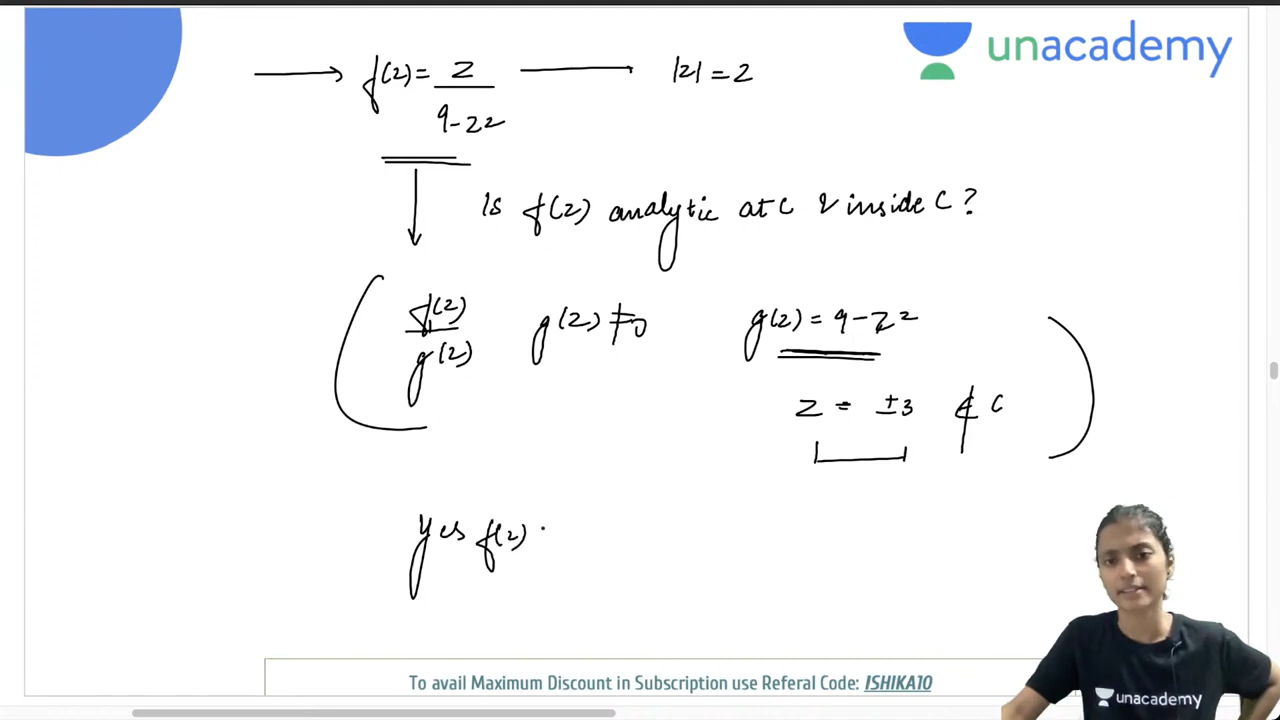 unacademy
f(z) = z / 9 - z2 |z| = 2
Is f(z) analytic at C & inside C?
f(z) / g(z) g(z) ≠ 0 g(z) = 9 - z2
z = ±3 ∉ C
Yes f(z)
To avail Maximum Discount in Subscription use Referal Code: ISHIKA10
unacademy